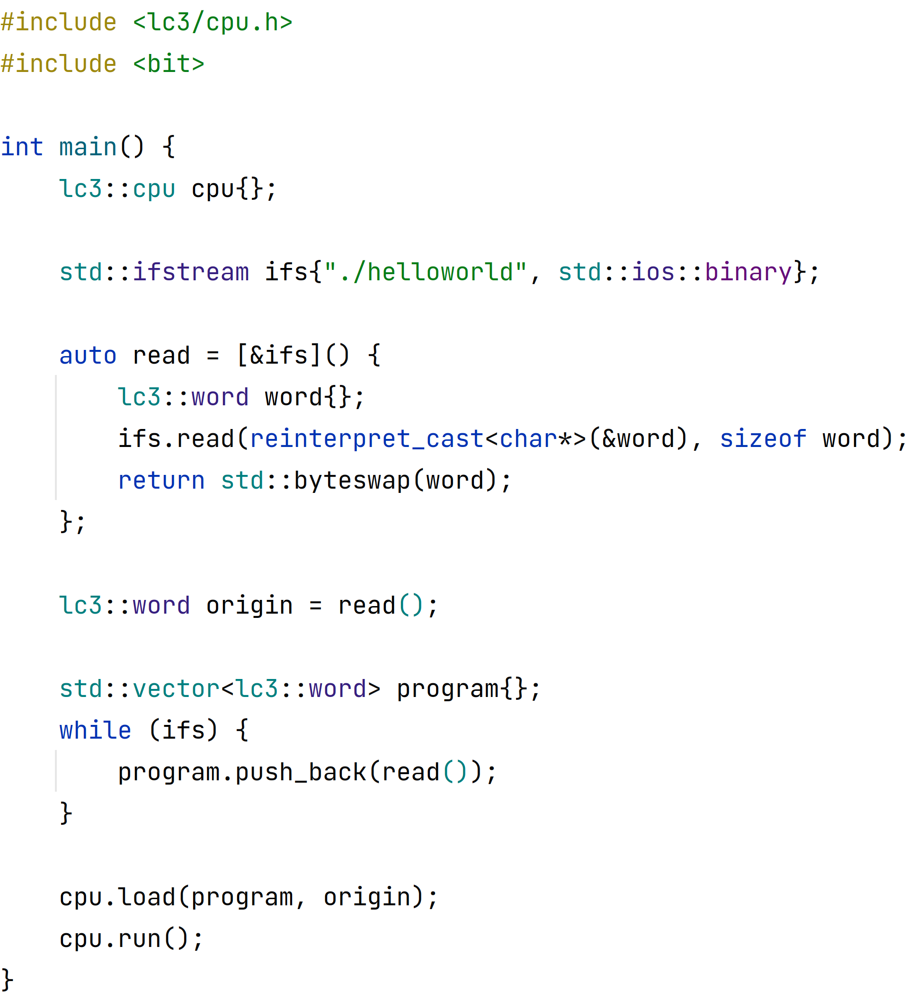 #include <lc3/cpu.h>
#include <bit>
int main() {
    lc3::cpu cpu{};
    std::ifstream ifs{"./helloworld", std::ios::binary};
    auto read = [&ifs]() {
        lc3::word word{};
        ifs.read(reinterpret_cast<char*>(&word), sizeof word);
        return std::byteswap(word);
    };
    lc3::word origin = read();
    std::vector<lc3::word> program{};
    while (ifs) {
        program.push_back(read());
    }
    cpu.load(program, origin);
    cpu.run();
}